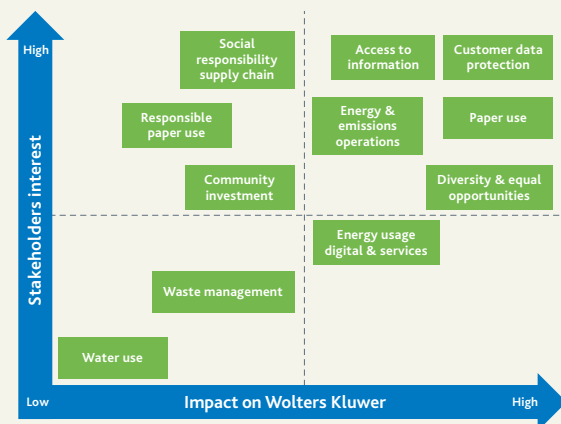 High
Social
responsibility
supply chain
Access to
information
Customer data
protection
Responsible
paper use
Energy &
emissions
operations
Paper use
Community
investment
Diversity & equal
opportunities
Stakeholders interest
Energy usage
digital & services
Waste management
Water use
Low
Impact on Wolters Kluwer
High